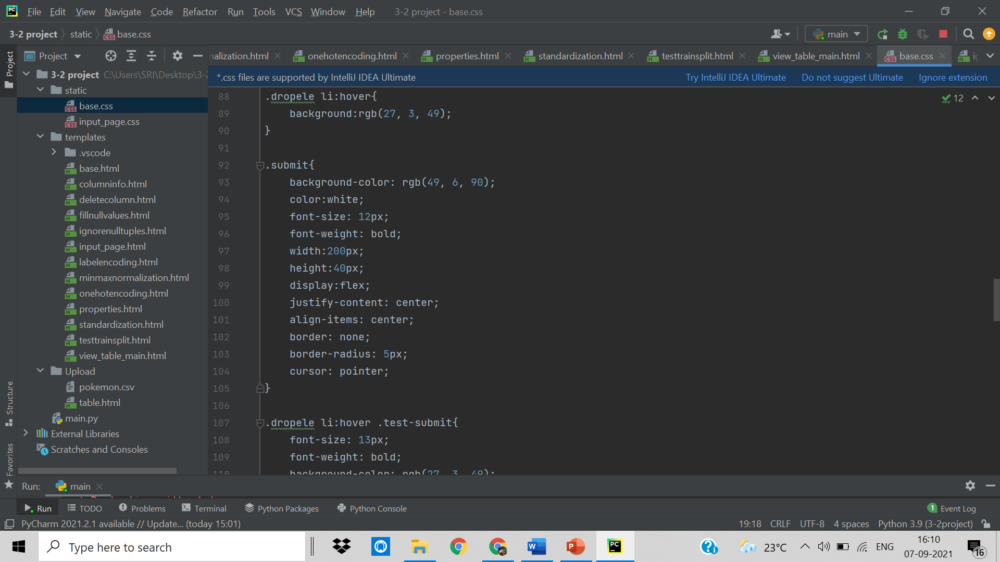 File Edit View Navigate Code Refactor Run Tools VCS Window Help 3-2 project - base.css
3-2 project static base.css main
Project nalization.html onehotencoding.html properties.html standardization.html testtrainsplit.html view_table_main.html base.css
*.css files are supported by IntelliJ IDEA Ultimate Try IntelliJ IDEA Ultimate Do not suggest Ultimate Ignore extension
Project
Structure
Favorites
3-2 project C:\Users\SRI\Desktop\3-2
static
base.css
input_page.css
templates
.vscode
base.html
columninfo.html
deletecolumn.html
fillnullvalues.html
ignorenulltuples.html
input_page.html
labelencoding.html
minmaxnormalization.html
onehotencoding.html
properties.html
standardization.html
testtrainsplit.html
view_table_main.html
Upload
pokemon.csv
table.html
main.py
External Libraries
Scratches and Consoles
12
88 .dropele li:hover{
89 background:rgb(27, 3, 49);
90 }
91
92 .submit{
93 background-color: rgb(49, 6, 90);
94 color:white;
95 font-size: 12px;
96 font-weight: bold;
97 width:200px;
98 height:40px;
99 display:flex;
100 justify-content: center;
101 align-items: center;
102 border: none;
103 border-radius: 5px;
104 cursor: pointer;
105 }
106
107 .dropele li:hover .test-submit{
108 font-size: 13px;
109 font-weight: bold;
110 background-color: rgb(27, 3, 49);
Run: main
Run TODO Problems Terminal Python Packages Python Console 1 Event Log
PyCharm 2021.2.1 available // Update... (today 15:01) 19:18 CRLF UTF-8 4 spaces Python 3.9 (3-2project)
Type here to search 23°C ENG 16:10
07-09-2021 16